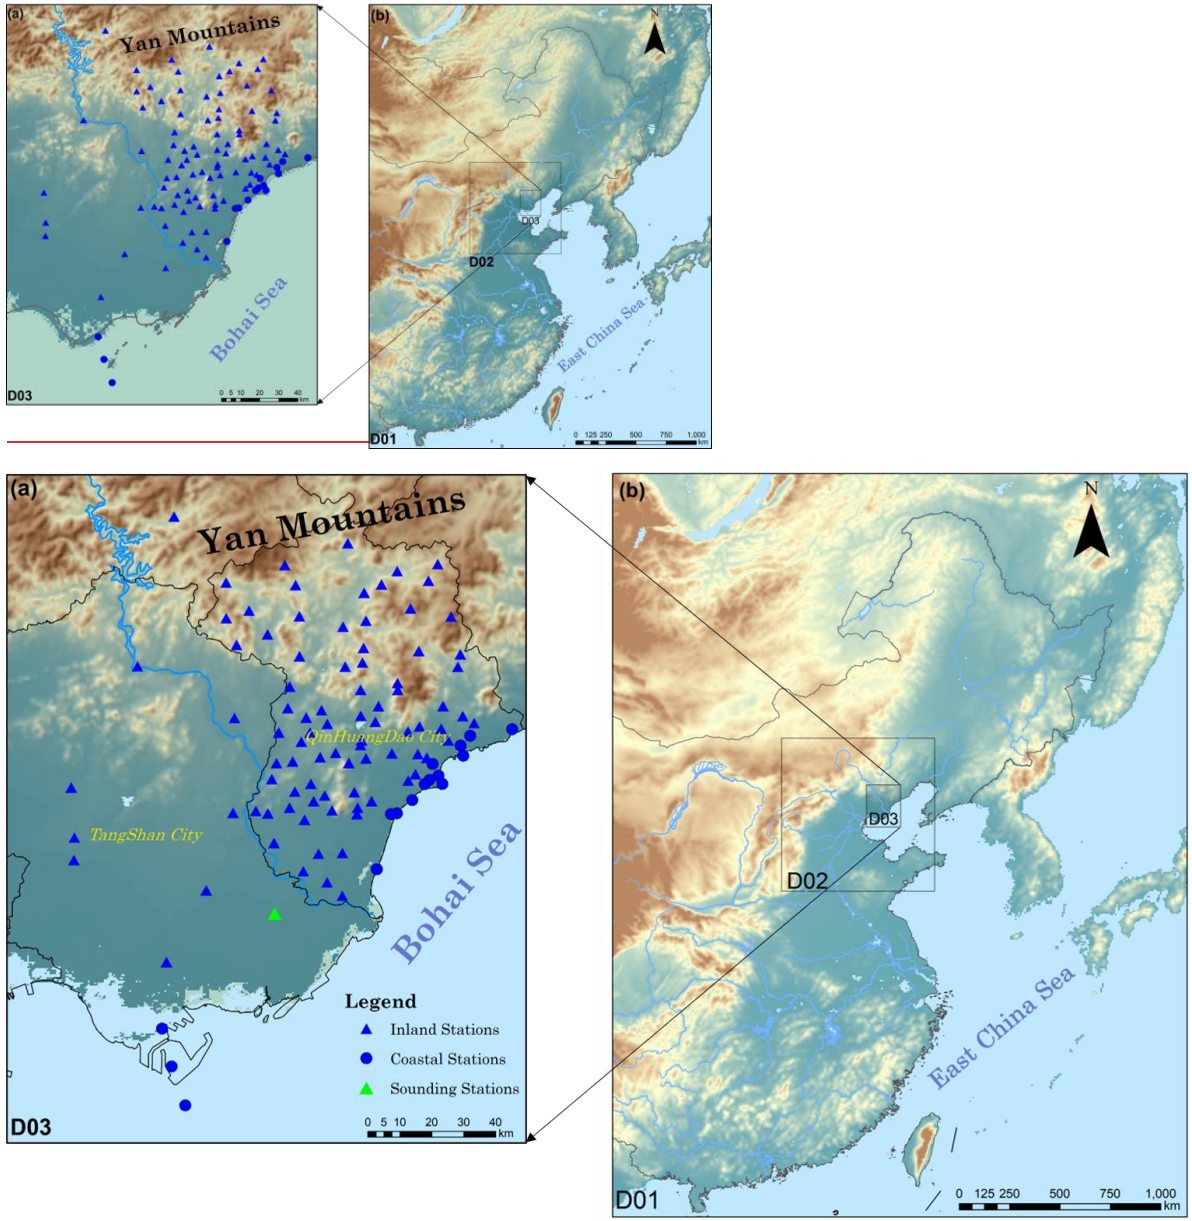 (a)
Yan Mountains
Bohai Sea
0 5 10 20 30 40
km
D03
(b)
N
D03
D02
East China Sea
0 125 250 500 750 1,000
km
D01
(a)
Yan Mountains
QinHuangDao City
TangShan City
Bohai Sea
Legend
Inland Stations
Coastal Stations
Sounding Stations
0 5 10 20 30 40
km
D03
(b)
N
D03
D02
East China Sea
0 125 250 500 750 1,000
km
D01